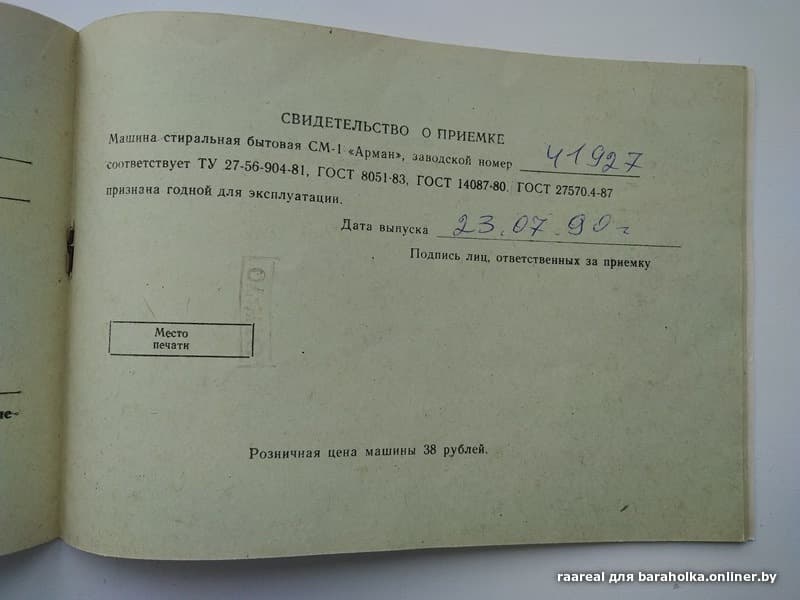 СВИДЕТЕЛЬСТВО О ПРИЕМКЕ
Машина стиральная бытовая СМ-1 «Арман», заводской номер 41927
соответствует ТУ 27-56-904-81, ГОСТ 8051-83, ГОСТ 14087-80. ГОСТ 27570.4-87
признана годной для эксплуатации.
Дата выпуска 23.07.90г
Подпись лиц, ответственных за приемку
Место
печати
Розничная цена машины 38 рублей.
ие-
raareal для baraholka.onliner.by